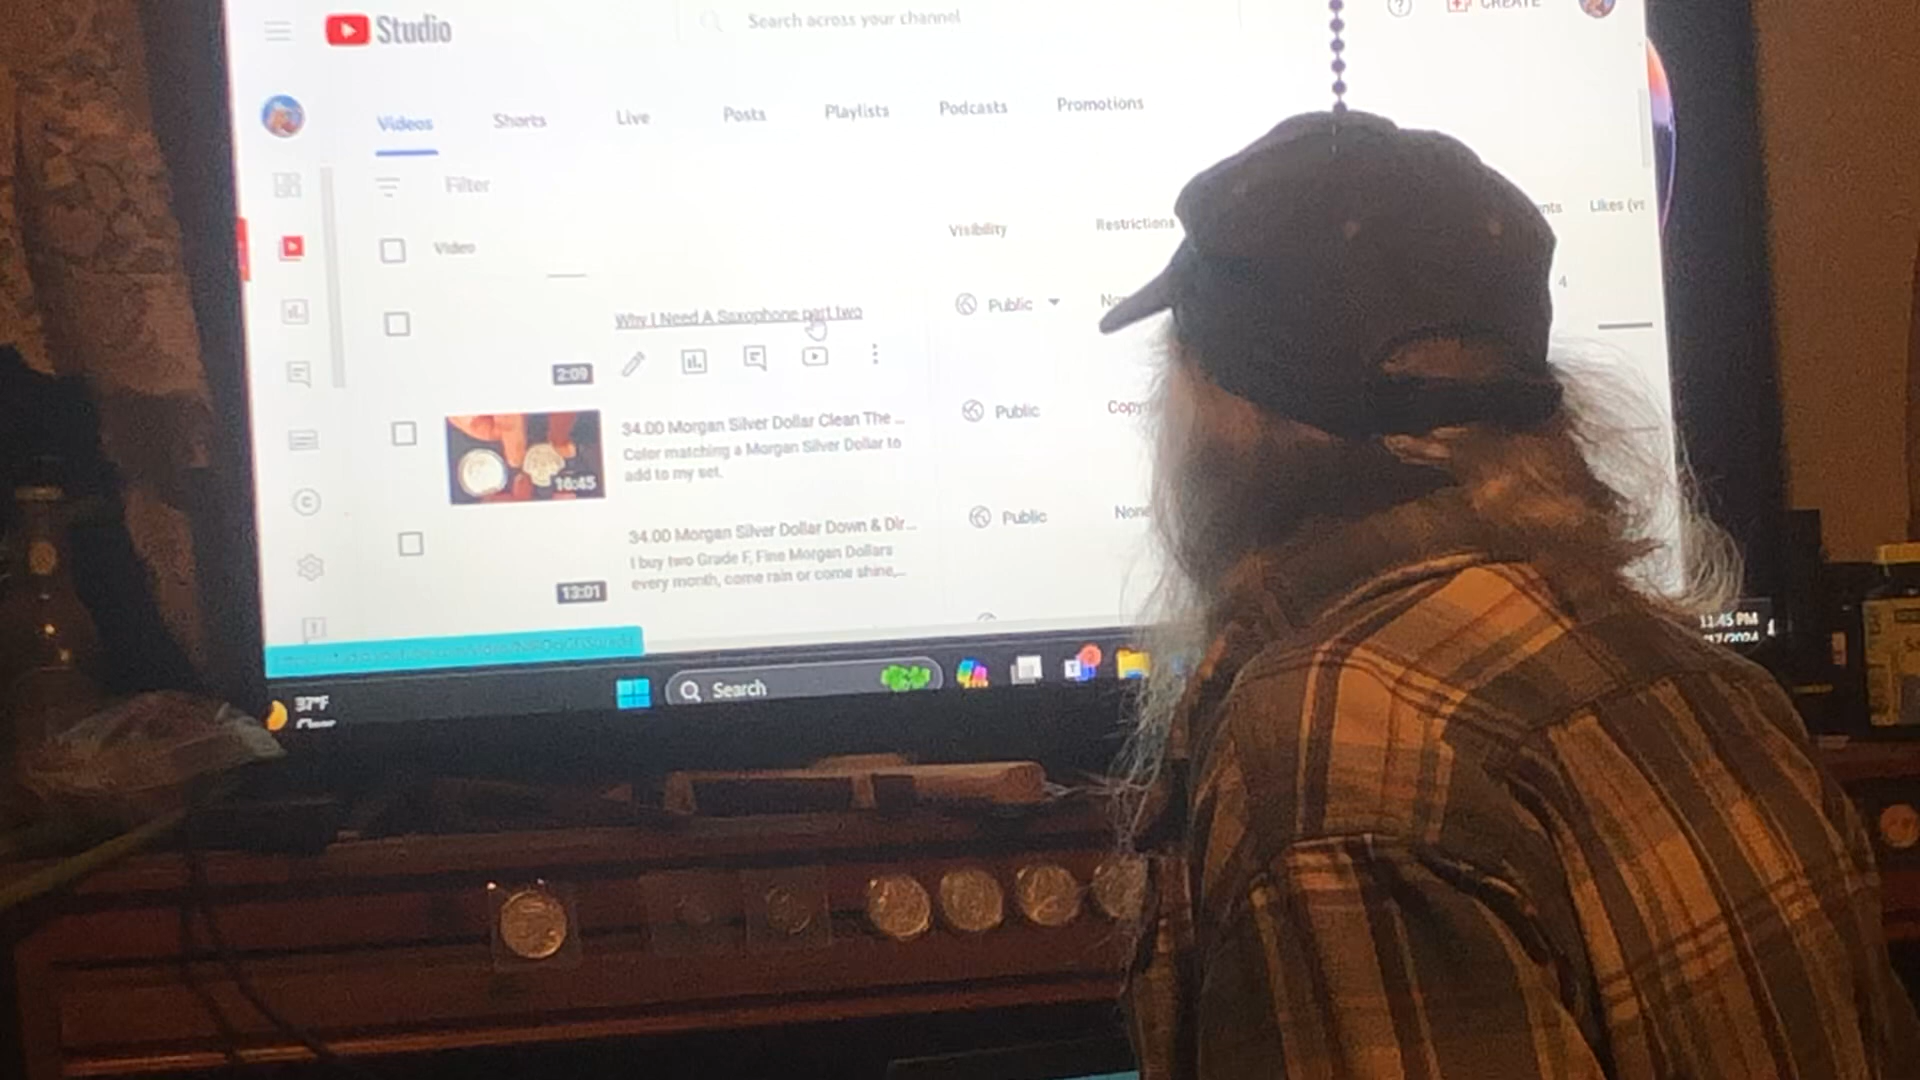 Studio
Search across your channel
CREATE
Videos Shorts Live Posts Playlists Podcasts Promotions
Filter
Video Visibility Restrictions nts Likes (vs
Why I Need A Saxophone part two Public 4
2:09
34.00 Morgan Silver Dollar Clean The ... Public Copy
Color matching a Morgan Silver Dollar to
add to my set.
16:45
34.00 Morgan Silver Dollar Down & Dir... Public None
I buy two Grade F, Fine Morgan Dollars
every month, come rain or come shine,...
13:01
11:45 PM
37°F Search